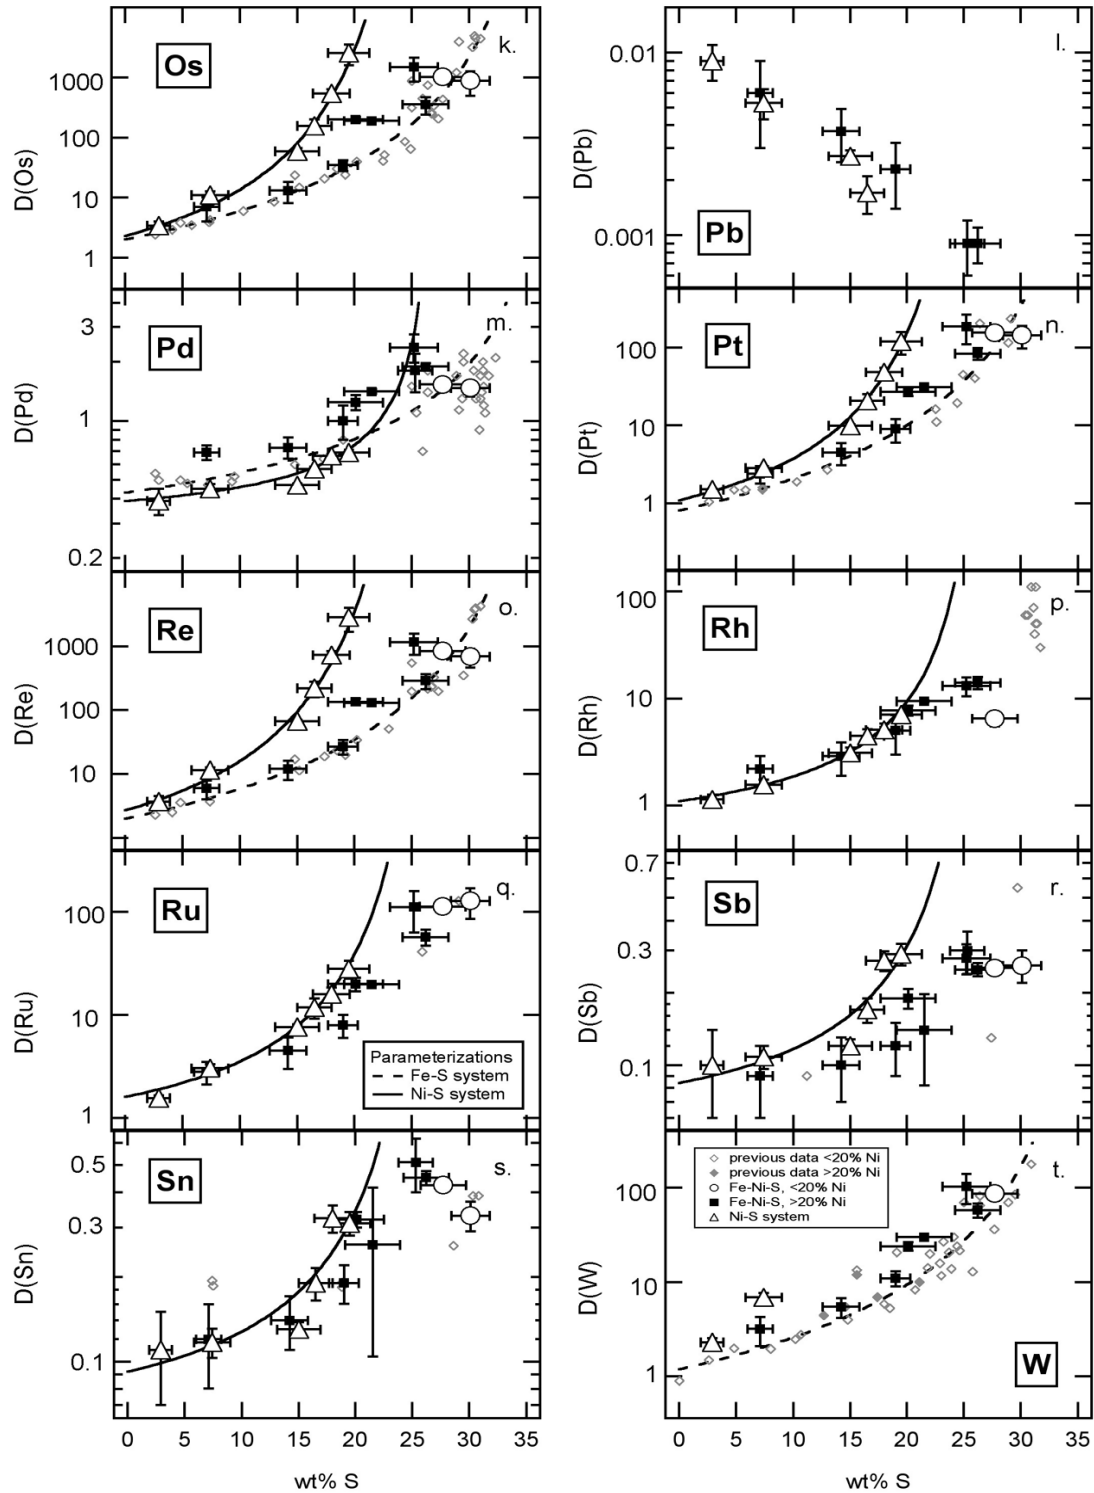 Os
k.
1000
100
10
1
D(Os)
Pb
l.
0.01
0.001
D(Pb)
Pd
m.
3
1
0.2
D(Pd)
Pt
n.
100
10
1
D(Pt)
Re
o.
1000
100
10
D(Re)
Rh
p.
100
10
1
D(Rh)
Ru
q.
100
10
1
D(Ru)
Parameterizations
Fe-S system
Ni-S system
Sb
r.
0.7
0.3
0.1
D(Sb)
Sn
s.
0.5
0.3
0.1
D(Sn)
0 5 10 15 20 25 30 35
wt% S
W
t.
previous data <20% Ni
previous data >20% Ni
Fe-Ni-S, <20% Ni
Fe-Ni-S, >20% Ni
Ni-S system
100
10
1
D(W)
0 5 10 15 20 25 30 35
wt% S